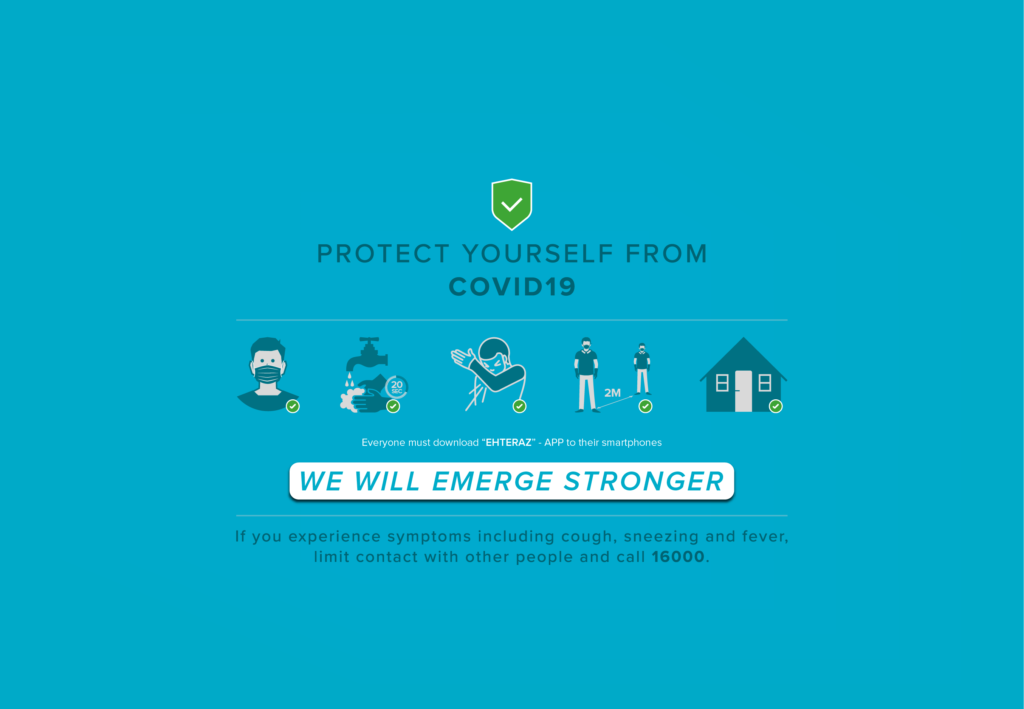 PROTECT YOURSELF FROM
COVID19
20
SEC
2M
Everyone must download "EHTERAZ" - APP to their smartphones
WE WILL EMERGE STRONGER
If you experience symptoms including cough, sneezing and fever,
limit contact with other people and call 16000.